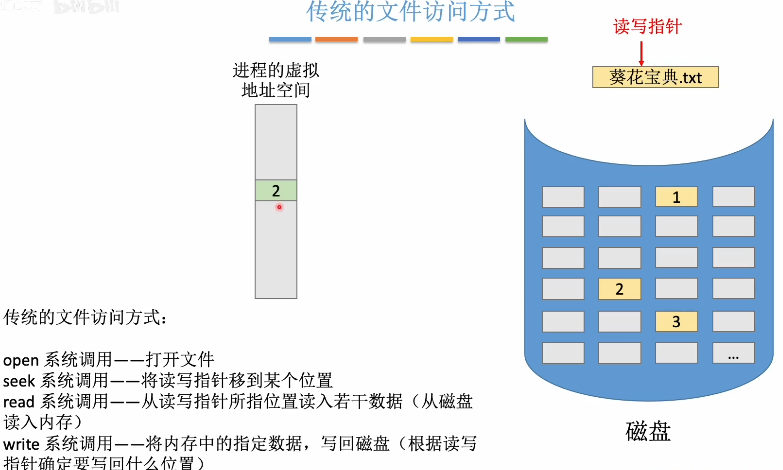 bilibili
传统的文件访问方式
读写指针
葵花宝典.txt
进程的虚拟
地址空间
2
1
2
3
...
磁盘
传统的文件访问方式：
open 系统调用——打开文件
seek 系统调用——将读写指针移到某个位置
read 系统调用——从读写指针所指位置读入若干数据（从磁盘
读入内存）
write 系统调用——将内存中的指定数据，写回磁盘（根据读写
指针确定要写回什么位置）